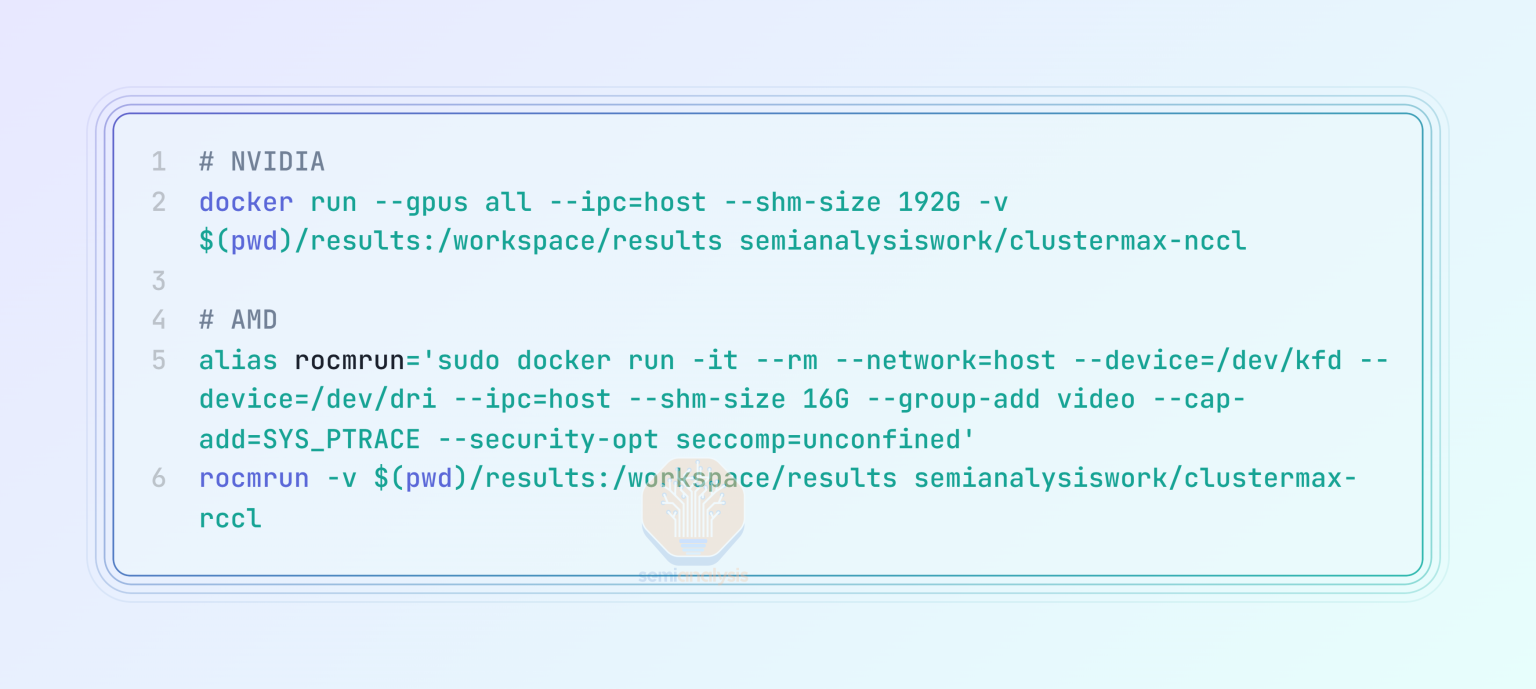 1 # NVIDIA
2 docker run --gpus all --ipc=host --shm-size 192G -v
$(pwd)/results:/workspace/results semianalysiswork/clustermax-nccl
3
4 # AMD
5 alias rocmrun='sudo docker run -it --rm --network=host --device=/dev/kfd --
device=/dev/dri --ipc=host --shm-size 16G --group-add video --cap-
add=SYS_PTRACE --security-opt seccomp=unconfined'
6 rocmrun -v $(pwd)/results:/workspace/results semianalysiswork/clustermax-
rccl
semianalysis